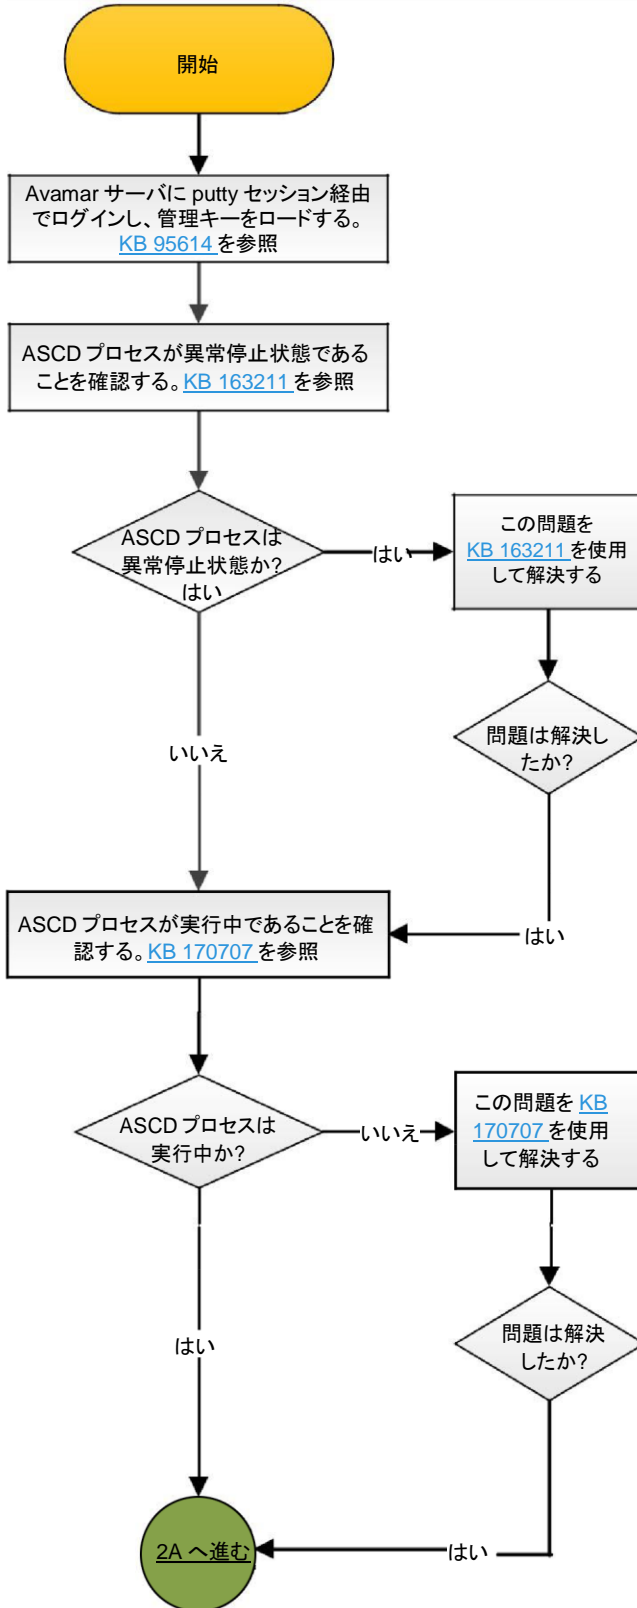 開始
Avamar サーバに putty セッション経由
でログインし、管理キーをロードする。
KB 95614 を参照
ASCD プロセスが異常停止状態である
ことを確認する。KB 163211 を参照
ASCD プロセスは
異常停止状態か?
はい
はい
この問題を
KB 163211 を使用
して解決する
問題は解決し
たか?
いいえ
はい
ASCD プロセスが実行中であることを確
認する。KB 170707 を参照
ASCD プロセスは
実行中か?
いいえ
この問題を KB
170707 を使用
して解決する
問題は解決
したか?
はい
2A へ進む
はい